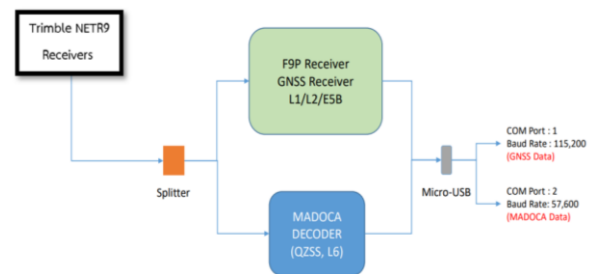 Trimble NETR9
Receivers
F9P Receiver
GNSS Receiver
L1/L2/E5B
Splitter
MADOCA
DECODER
(QZSS, L6)
Micro-USB
COM Port : 1
Baud Rate : 115,200
(GNSS Data)
COM Port : 2
Baud Rate: 57,600
(MADOCA Data)